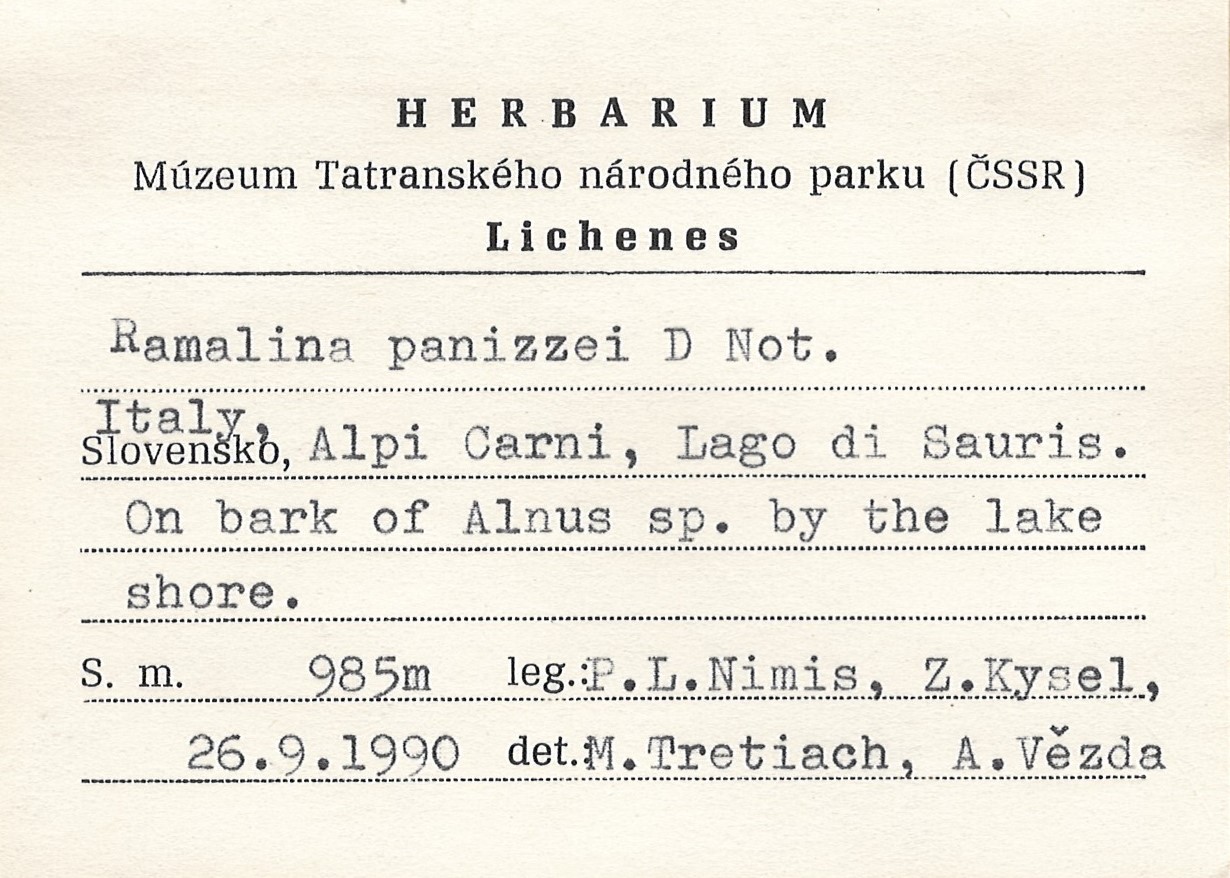 HERBARIUM
Múzeum Tatranského národného parku (ČSSR)
Lichenes
Ramalina panizzei D Not.
Italy,
Slovensko, Alpi Carni, Lago di Sauris.
On bark of Alnus sp. by the lake
shore.
S. m. 985m leg.: P.L.Nimis, Z.Kysel,
26.9.1990 det.: M.Tretiach, A.Vězda